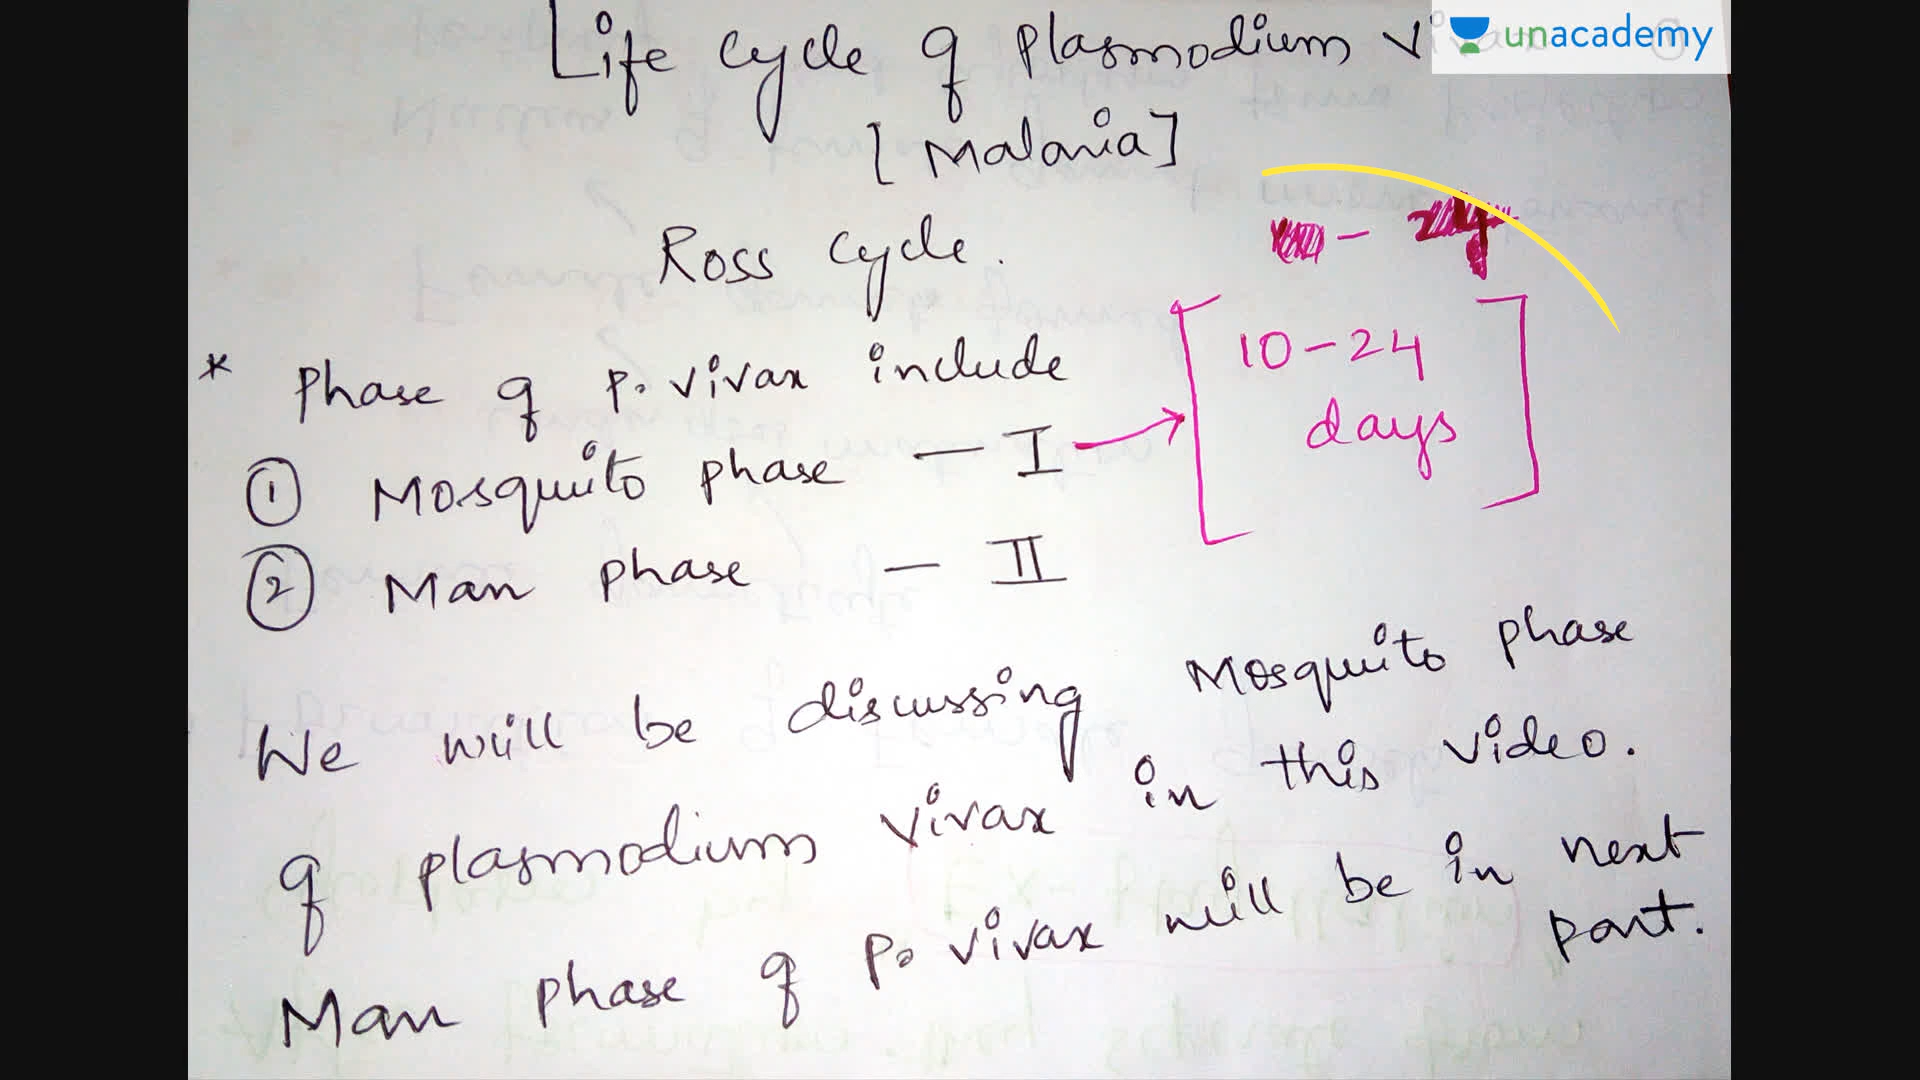 Life cycle of plasmodium v
unacademy
[Malaria]
Ross cycle.
* Phase of P. vivax include
① Mosquito phase — I → [10-24 days]
② Man phase — II
We will be discussing Mosquito phase
of plasmodium vivax in this video.
Man phase of P. vivax will be in next part.